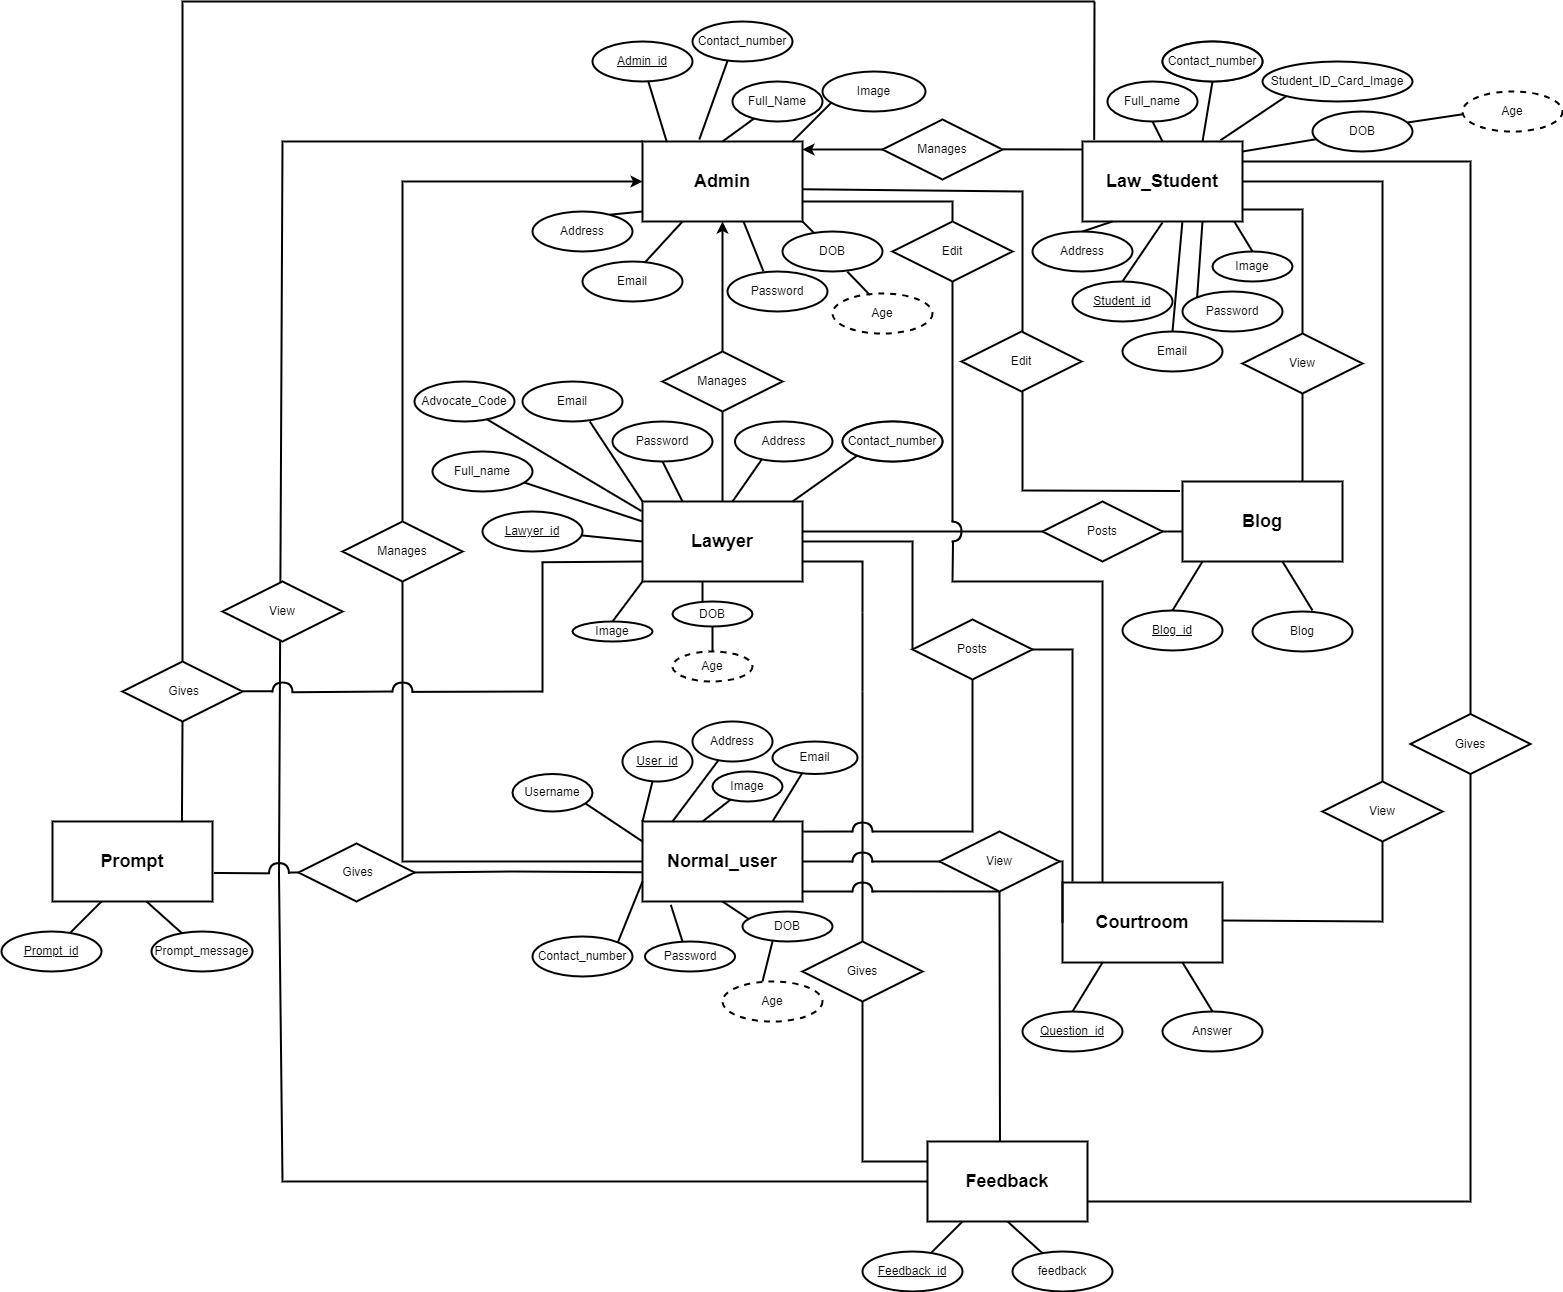 Contact_number
Admin_id
Full_Name
Image
Contact_number
Student_ID_Card_Image
Full_name
DOB
Age
Manages
Admin
Law_Student
Address
Email
Password
DOB
Age
Edit
Address
Student_id
Email
Password
Image
Manages
Edit
View
Advocate_Code
Email
Password
Address
Contact_number
Full_name
Lawyer_id
Lawyer
Posts
Blog
Manages
View
Image
DOB
Age
Blog_id
Blog
Posts
Gives
Gives
User_id
Address
Email
Username
Image
View
Prompt
Gives
Normal_user
View
Courtroom
Prompt_id
Prompt_message
Contact_number
Password
DOB
Age
Gives
Question_id
Answer
Feedback
Feedback_id
feedback